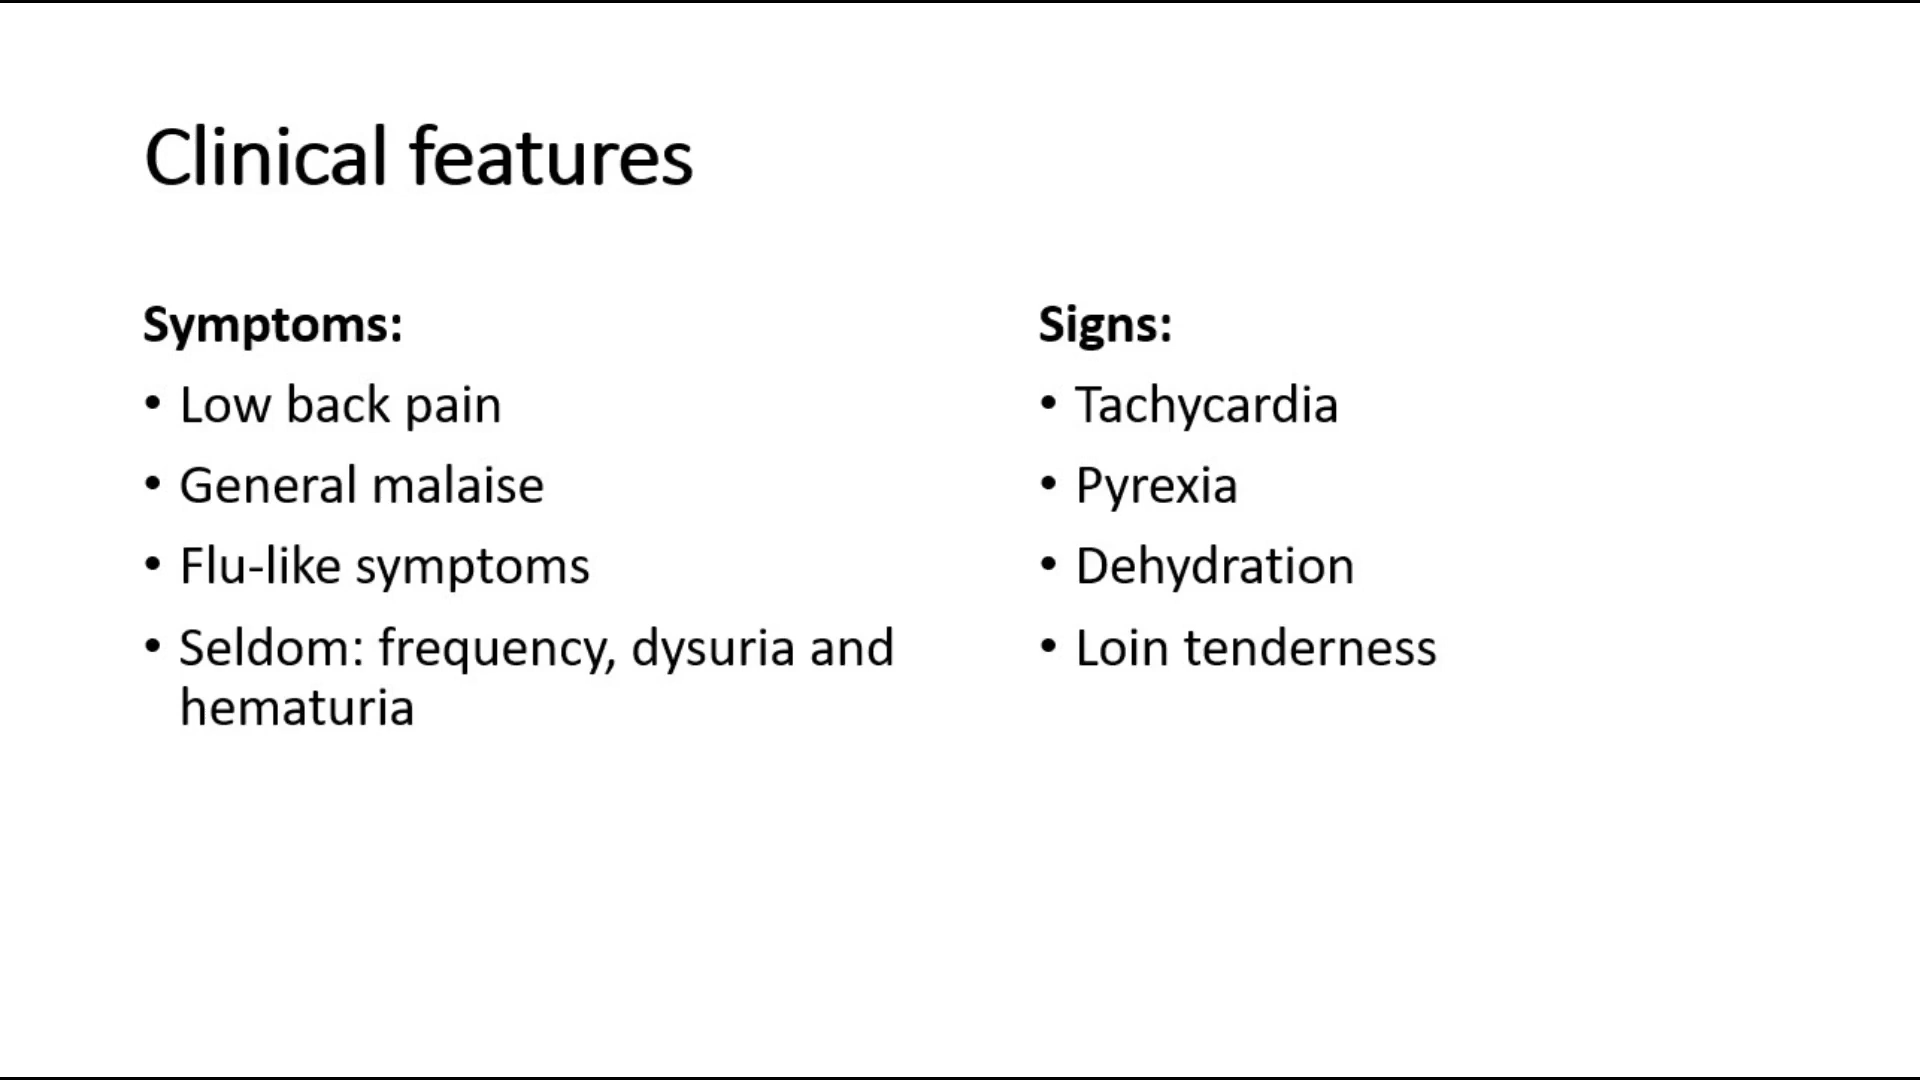 Clinical features
Symptoms:
• Low back pain
• General malaise
• Flu-like symptoms
• Seldom: frequency, dysuria and
hematuria
Signs:
• Tachycardia
• Pyrexia
• Dehydration
• Loin tenderness